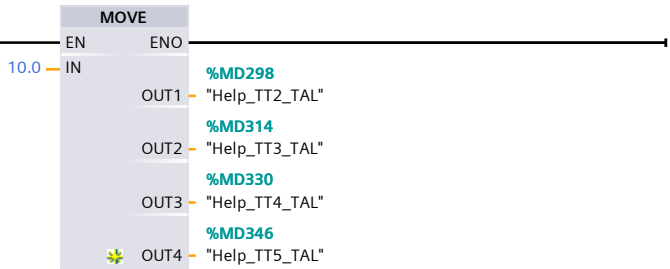 MOVE
EN ENO
10.0 IN
%MD298
OUT1 "Help_TT2_TAL"
%MD314
OUT2 "Help_TT3_TAL"
%MD330
OUT3 "Help_TT4_TAL"
%MD346
OUT4 "Help_TT5_TAL"